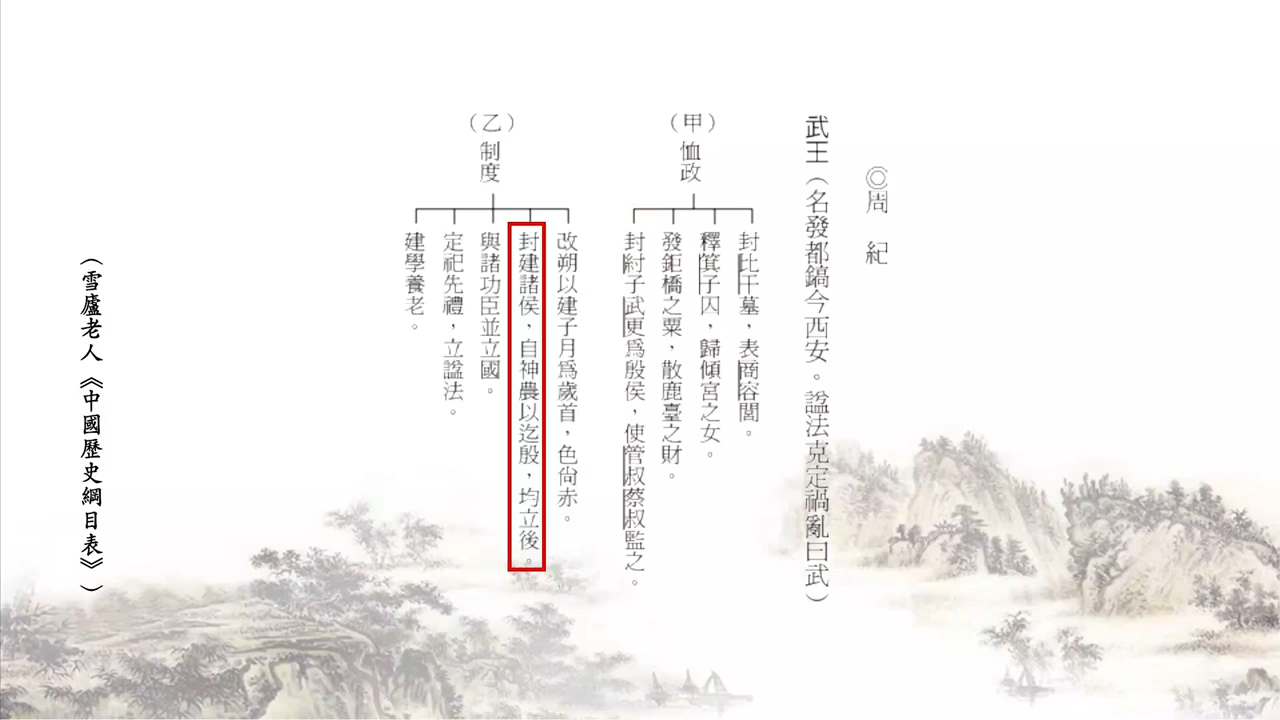 ◎周　紀
武王（名發都鎬今西安。諡法克定禍亂曰武）
（甲）恤政
封比干墓，表商容閭。
釋箕子囚，歸傾宮之女。
發鉅橋之粟，散鹿臺之財。
封紂子武更為殷侯，使管叔蔡叔監之。
（乙）制度
改朔以建子月為歲首，色尙赤。
封建諸侯，自神農以迄殷，均立後。
與諸功臣並立國。
定祀先禮，立諡法。
建學養老。
（雪廬老人《中國歷史綱目表》）